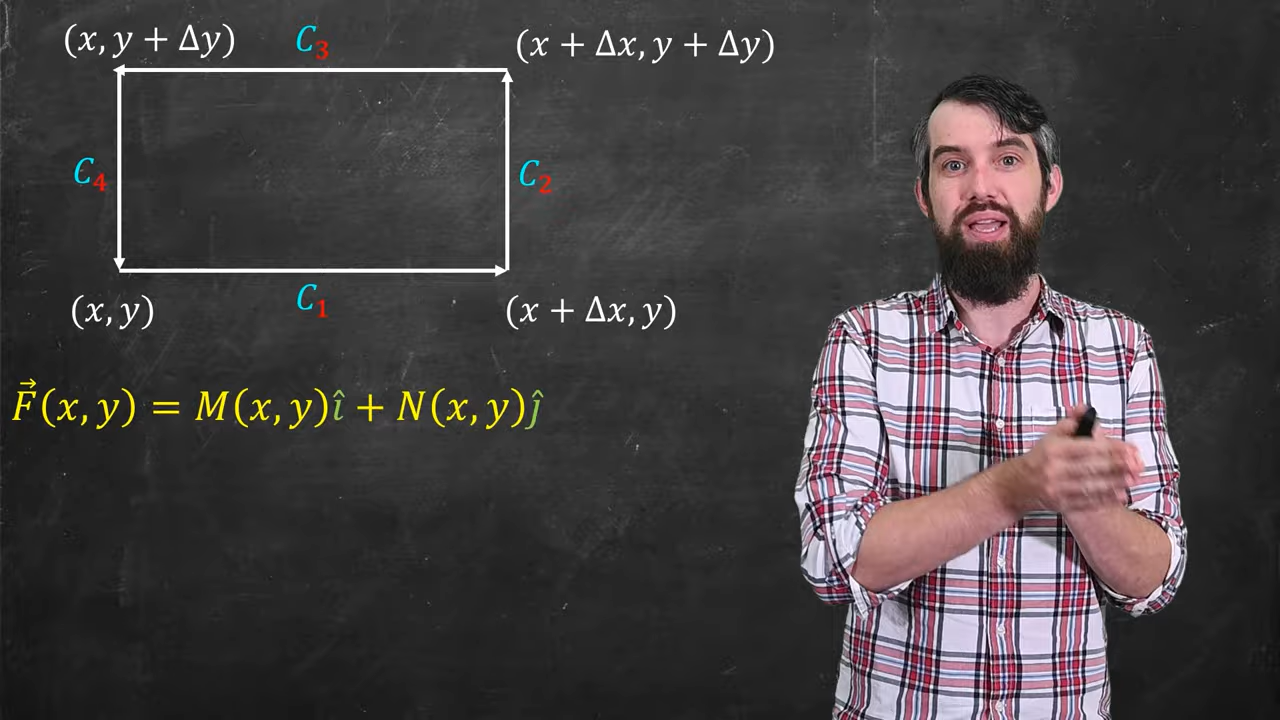 (x, y + Δy) C₃ (x + Δx, y + Δy)
C₄ C₂
(x, y) C₁ (x + Δx, y)
F⃗(x, y) = M(x, y)î + N(x, y)ĵ